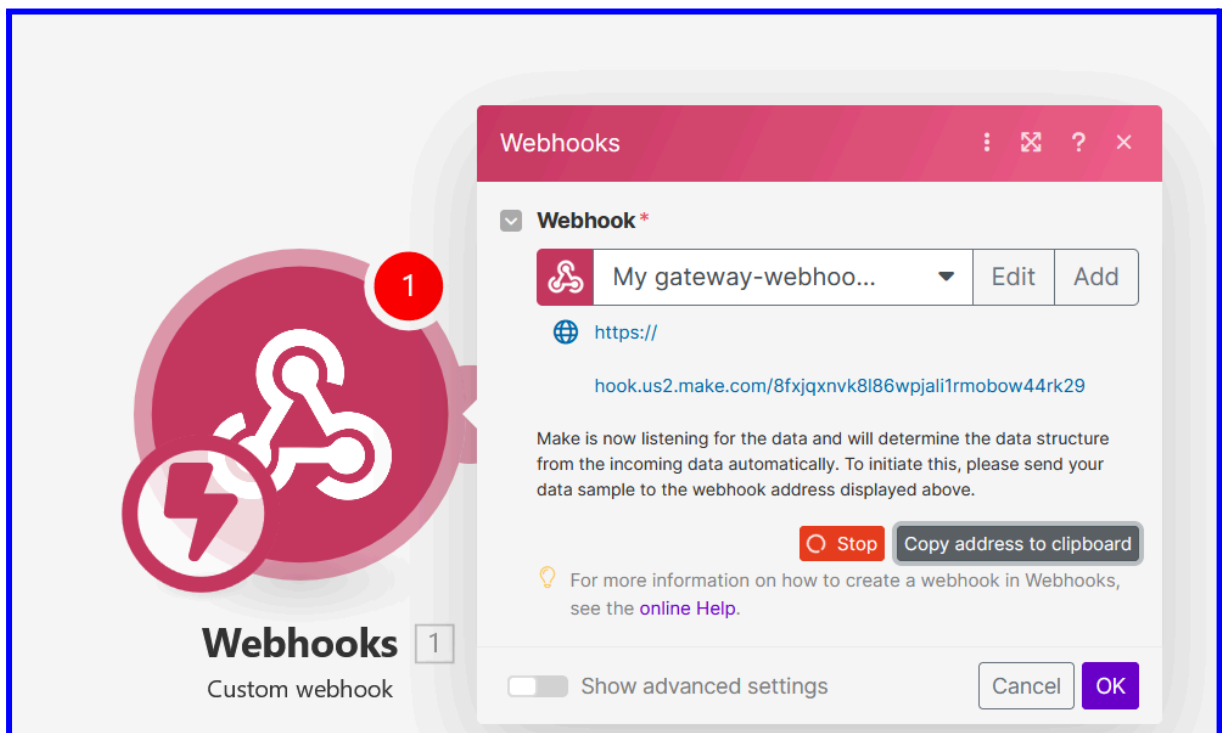 Webhooks
? ×
Webhook *
My gateway-webhoo...
Edit
Add
https://
hook.us2.make.com/8fxjqxnvk8l86wpjali1rmobow44rk29
Make is now listening for the data and will determine the data structure
from the incoming data automatically. To initiate this, please send your
data sample to the webhook address displayed above.
Stop
Copy address to clipboard
For more information on how to create a webhook in Webhooks,
see the online Help.
Show advanced settings
Cancel
OK
1
Webhooks 1
Custom webhook